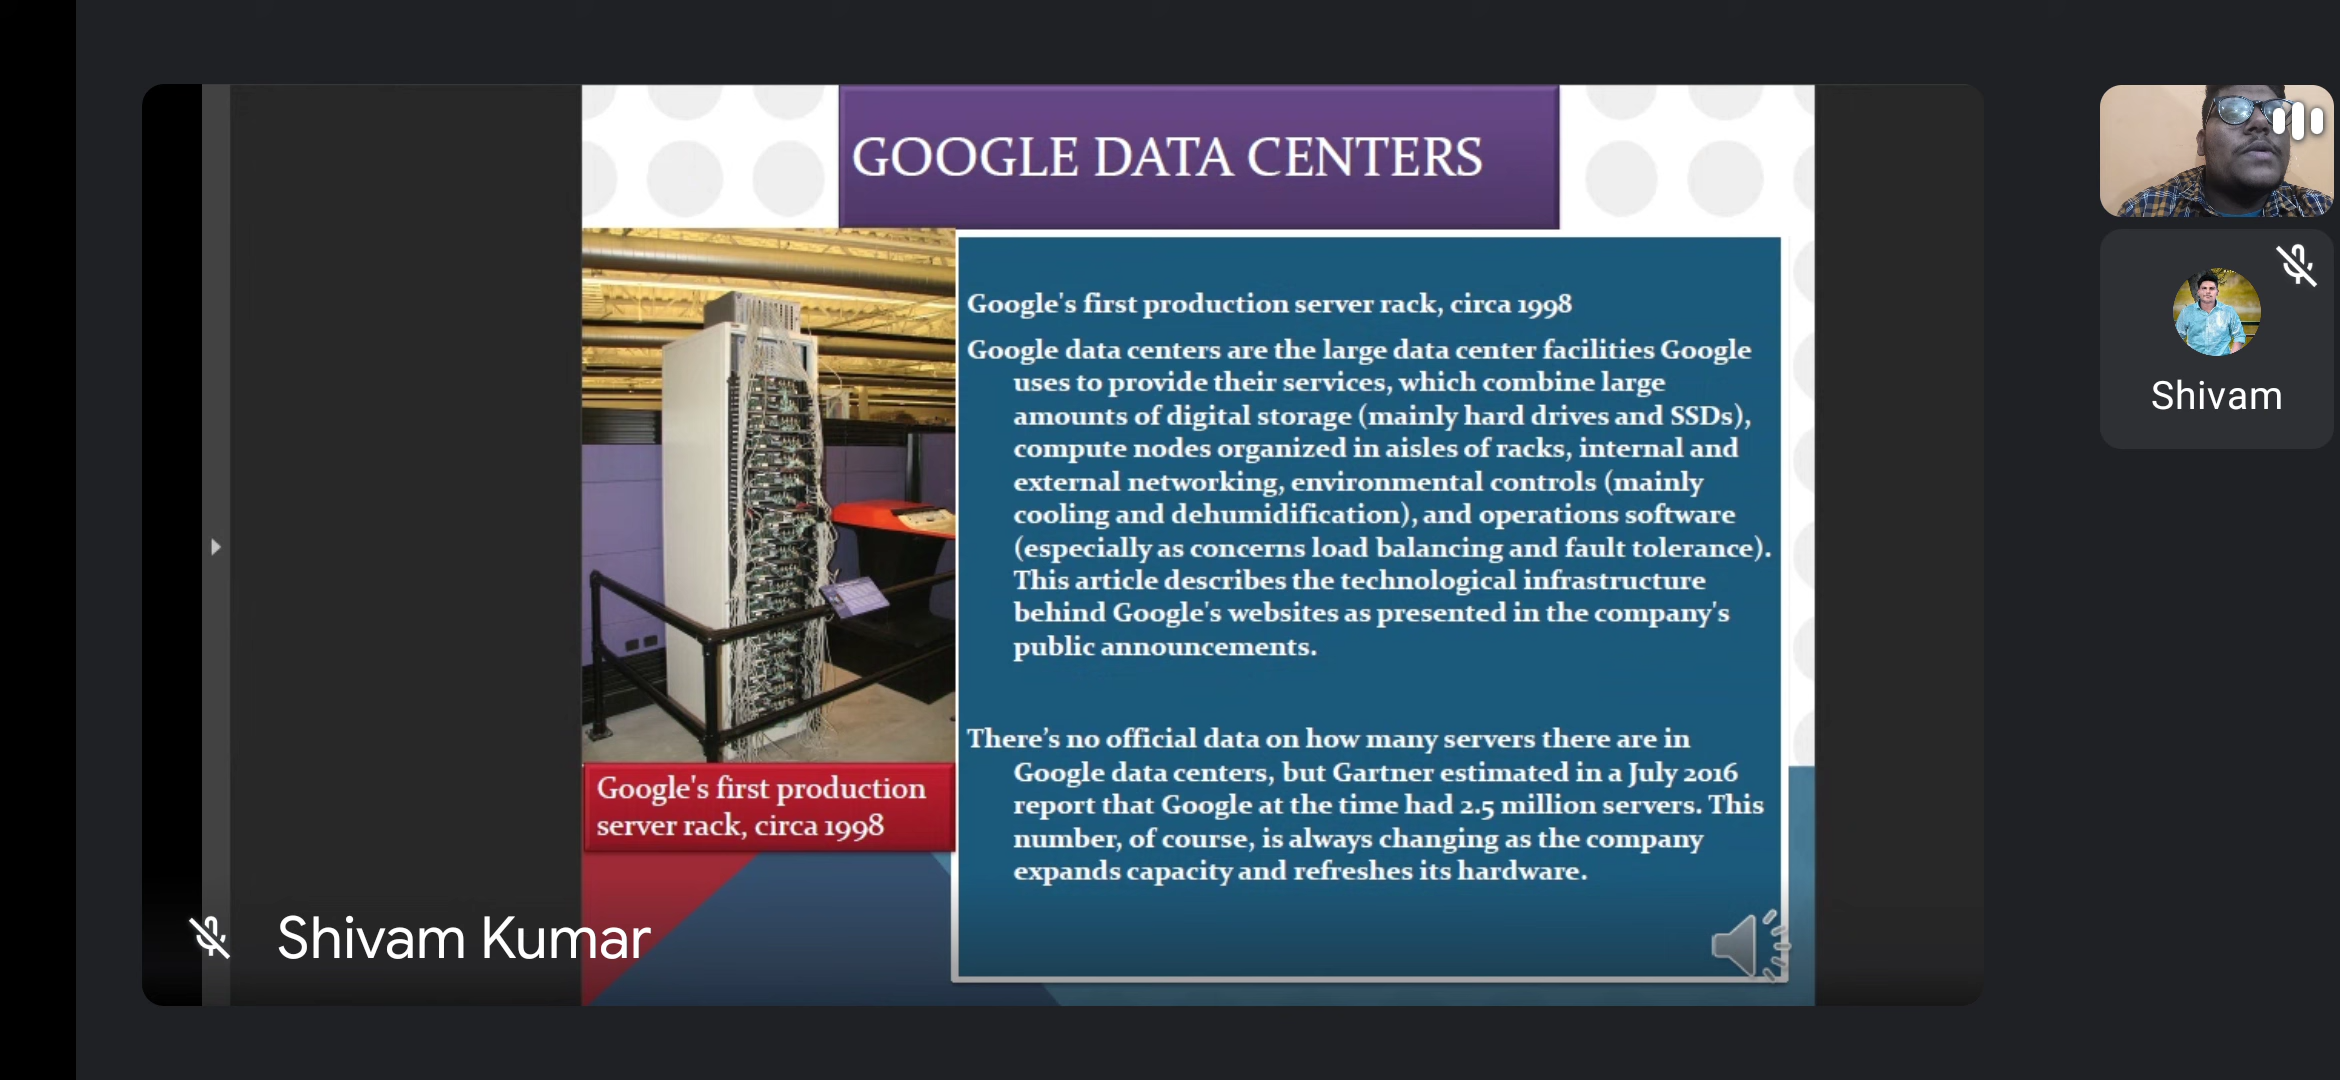 GOOGLE DATA CENTERS
Google's first production server rack, circa 1998
Google data centers are the large data center facilities Google
uses to provide their services, which combine large
amounts of digital storage (mainly hard drives and SSDs),
compute nodes organized in aisles of racks, internal and
external networking, environmental controls (mainly
cooling and dehumidification), and operations software
(especially as concerns load balancing and fault tolerance).
This article describes the technological infrastructure
behind Google's websites as presented in the company's
public announcements.
There’s no official data on how many servers there are in
Google data centers, but Gartner estimated in a July 2016
report that Google at the time had 2.5 million servers. This
number, of course, is always changing as the company
expands capacity and refreshes its hardware.
Google's first production
server rack, circa 1998
Shivam Kumar
Shivam